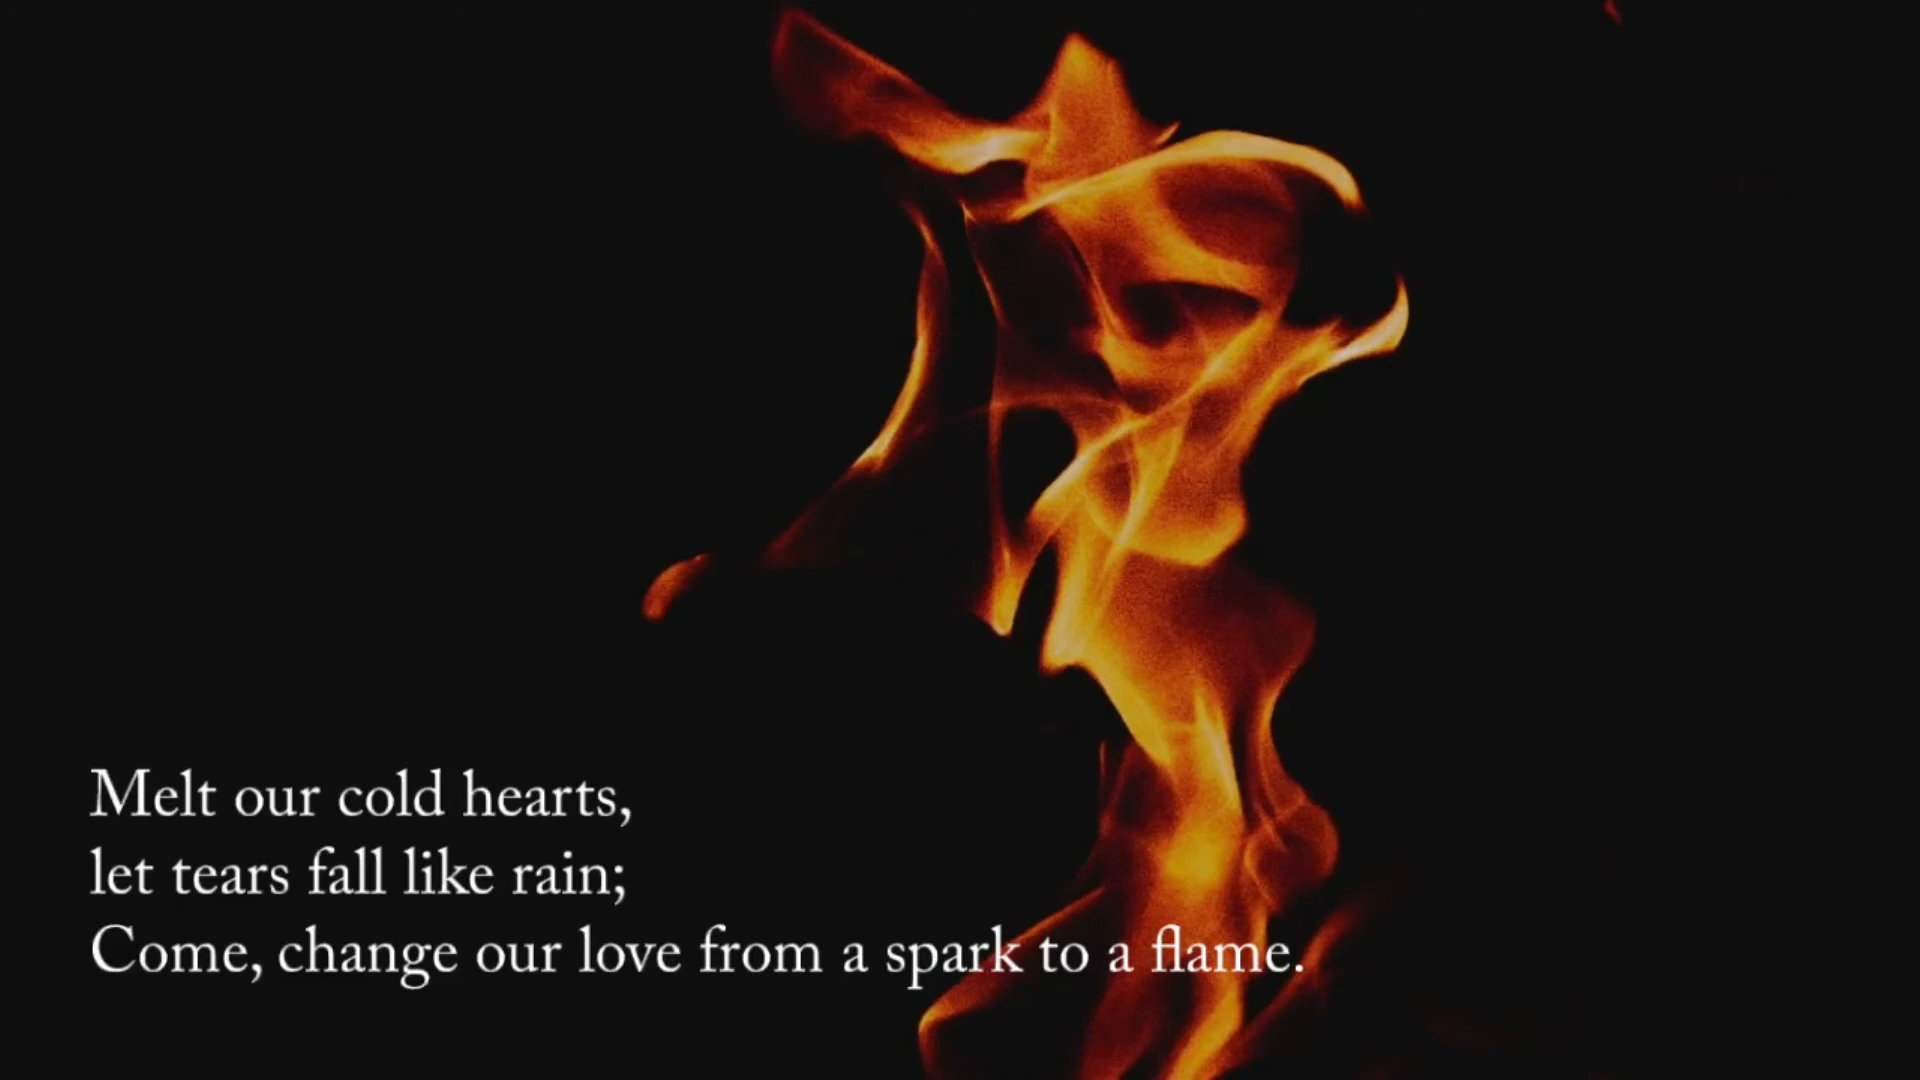 Melt our cold hearts,
let tears fall like rain;
Come, change our love from a spark to a flame.